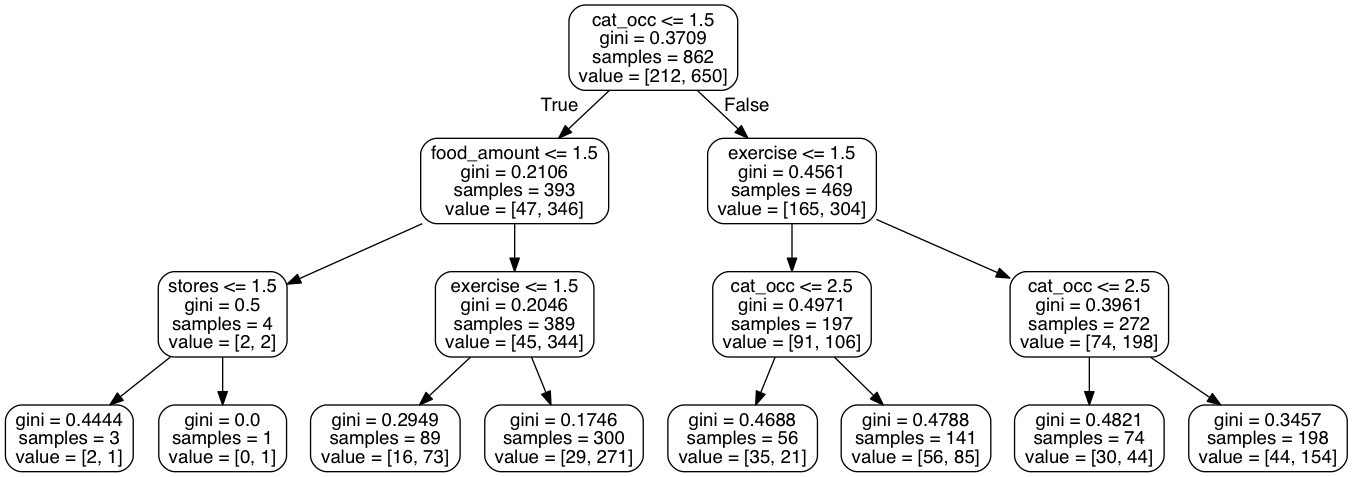 cat_occ <= 1.5
gini = 0.3709
samples = 862
value = [212, 650]
True
False
food_amount <= 1.5
gini = 0.2106
samples = 393
value = [47, 346]
exercise <= 1.5
gini = 0.4561
samples = 469
value = [165, 304]
stores <= 1.5
gini = 0.5
samples = 4
value = [2, 2]
exercise <= 1.5
gini = 0.2046
samples = 389
value = [45, 344]
cat_occ <= 2.5
gini = 0.4971
samples = 197
value = [91, 106]
cat_occ <= 2.5
gini = 0.3961
samples = 272
value = [74, 198]
gini = 0.4444
samples = 3
value = [2, 1]
gini = 0.0
samples = 1
value = [0, 1]
gini = 0.2949
samples = 89
value = [16, 73]
gini = 0.1746
samples = 300
value = [29, 271]
gini = 0.4688
samples = 56
value = [35, 21]
gini = 0.4788
samples = 141
value = [56, 85]
gini = 0.4821
samples = 74
value = [30, 44]
gini = 0.3457
samples = 198
value = [44, 154]